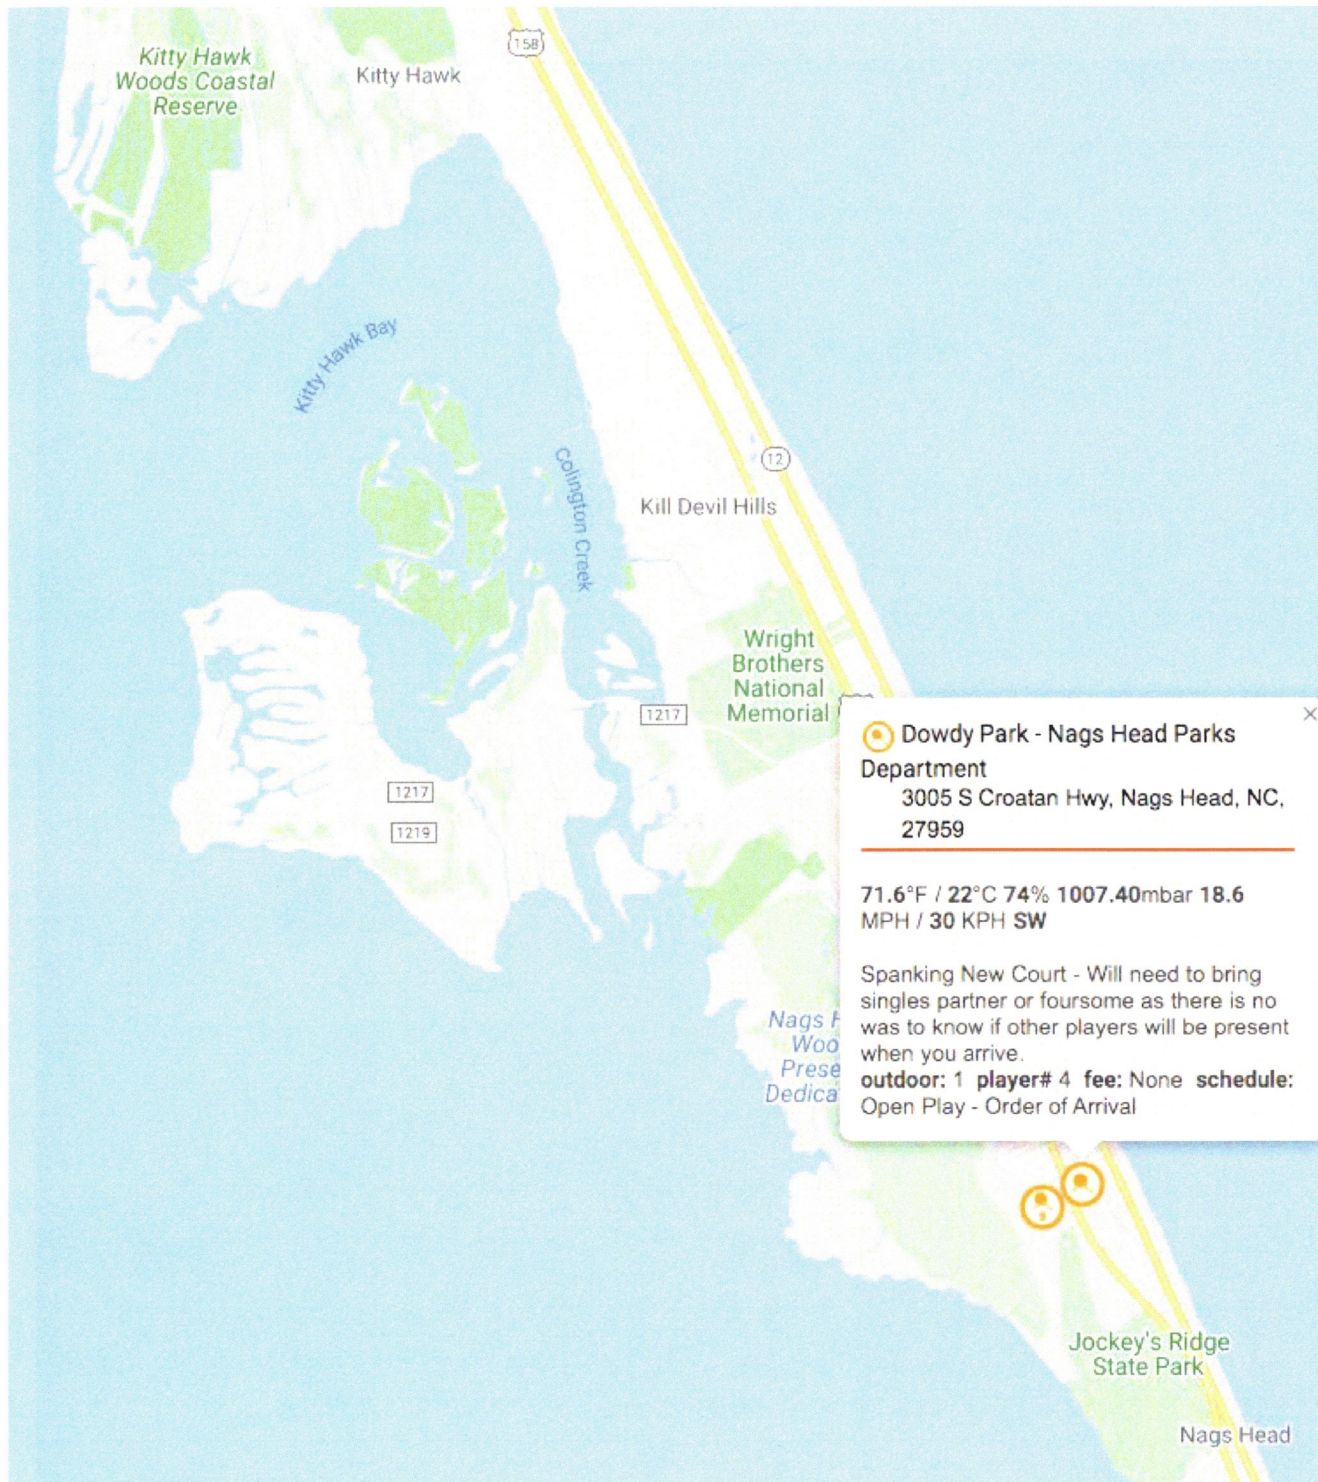 158
Kitty Hawk
Woods Coastal
Reserve
Kitty Hawk
Kitty Hawk Bay
Colington Creek
12
Kill Devil Hills
Wright
Brothers
National
Memorial
1217
1217
1219
Dowdy Park - Nags Head Parks
Department
3005 S Croatan Hwy, Nags Head, NC,
27959
71.6°F / 22°C 74% 1007.40mbar 18.6
MPH / 30 KPH SW
Spanking New Court - Will need to bring
singles partner or foursome as there is no
was to know if other players will be present
when you arrive.
outdoor: 1 player# 4 fee: None schedule:
Open Play - Order of Arrival
Nags
Jockey's Ridge
State Park
Nags Head